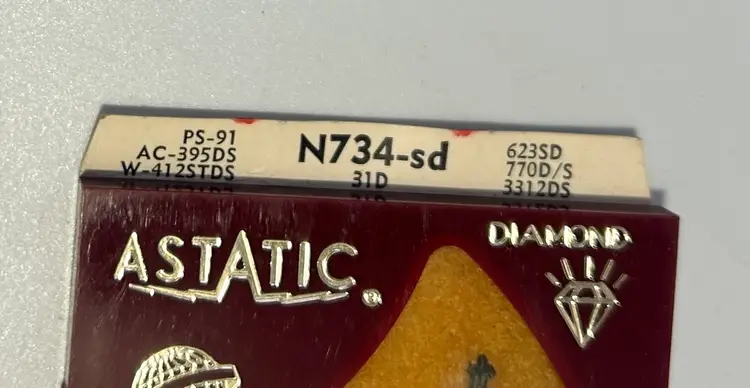 PS-91
AC-395DS
W-412STDS
N734-sd
31D
623SD
770D/S
3312DS
ASTATIC®
DIAMOND